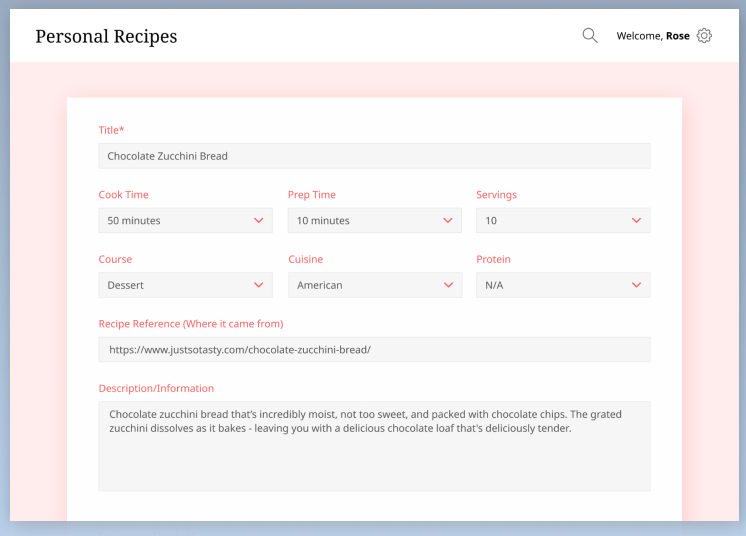 Personal Recipes
Welcome, Rose
Title*
Chocolate Zucchini Bread
Cook Time Prep Time Servings
50 minutes 10 minutes 10
Course Cuisine Protein
Dessert American N/A
Recipe Reference (Where it came from)
https://www.justsotasty.com/chocolate-zucchini-bread/
Description/Information
Chocolate zucchini bread that's incredibly moist, not too sweet, and packed with chocolate chips. The grated
zucchini dissolves as it bakes - leaving you with a delicious chocolate loaf that's deliciously tender.